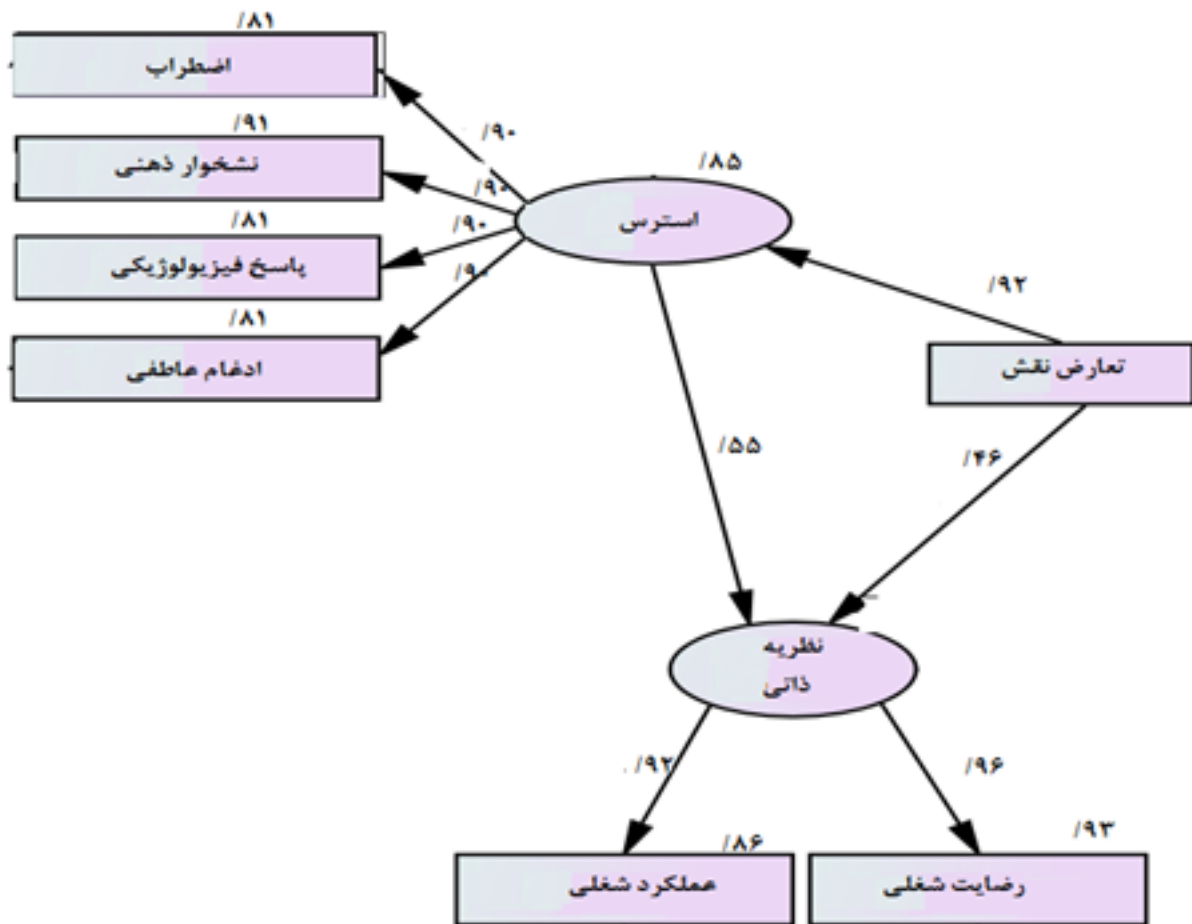 /۸۱
اضطراب
/۹۰
/۹۱
نشخوار ذهنی
/۹۰
/۸۵
استرس
/۸۱
پاسخ فیزیولوژیکی
/۹۰
/۹۰
/۸۱
ادغام عاطفی
/۹۲
تعارض نقش
/۵۵
/۴۶
نظریه
ذاتی
/۹۲
/۹۶
/۸۶
عملکرد شغلی
/۹۳
رضایت شغلی